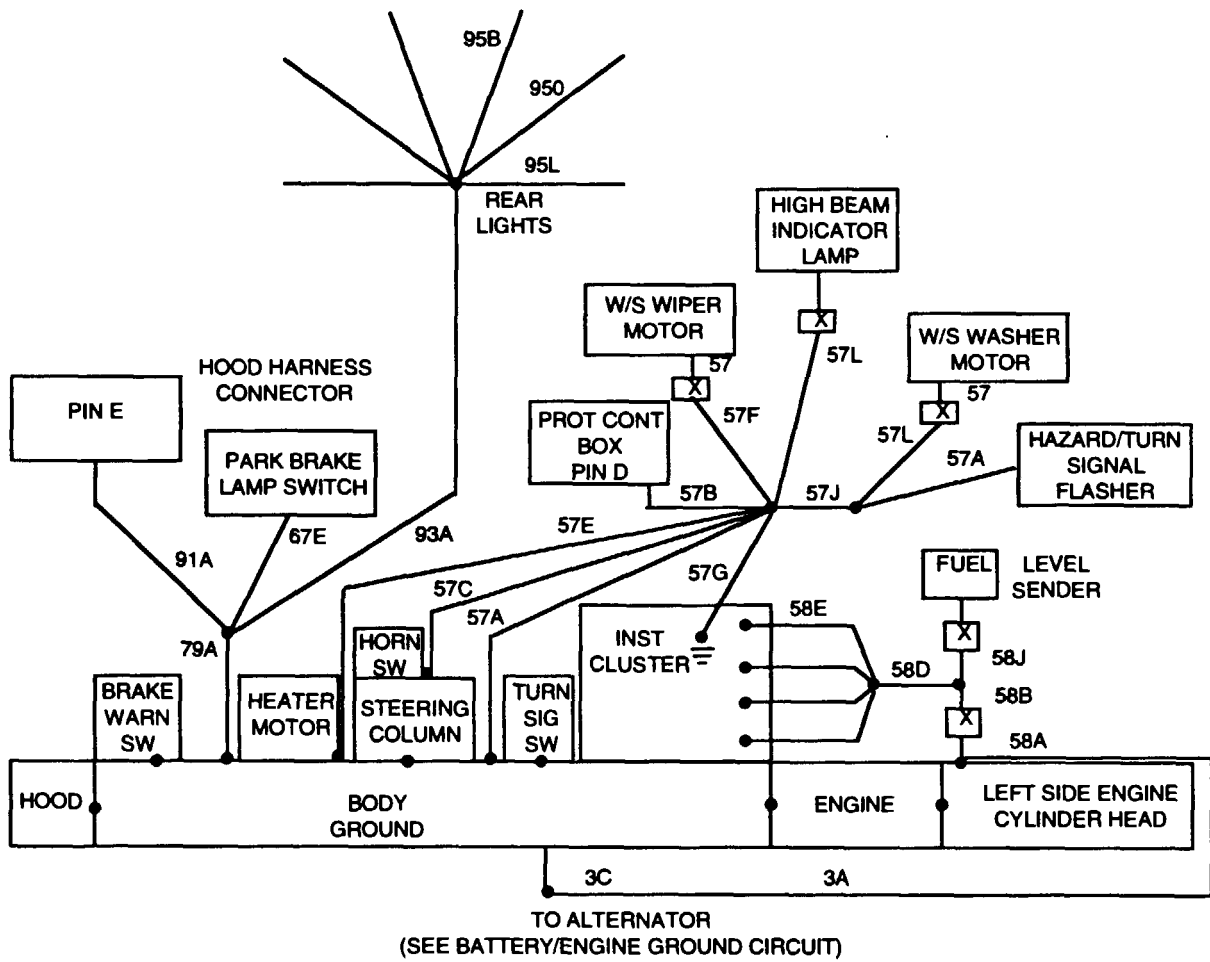 95B
950
95L
REAR
LIGHTS
HIGH BEAM
INDICATOR
LAMP
W/S WIPER
MOTOR
57
X
X
57L
W/S WASHER
MOTOR
57
X
HOOD HARNESS
CONNECTOR
PIN E
PARK BRAKE
LAMP SWITCH
PROT CONT
BOX
PIN D
57F
57L
57A
HAZARD/TURN
SIGNAL
FLASHER
57B
57J
91A
67E
93A
57E
57C
57A
57G
79A
HORN
SW
INST
CLUSTER
58E
FUEL
LEVEL
SENDER
X
58J
58D
58B
X
58A
BRAKE
WARN
SW
HEATER
MOTOR
STEERING
COLUMN
TURN
SIG
SW
HOOD
BODY
GROUND
ENGINE
LEFT SIDE ENGINE
CYLINDER HEAD
3C
3A
TO ALTERNATOR
(SEE BATTERY/ENGINE GROUND CIRCUIT)